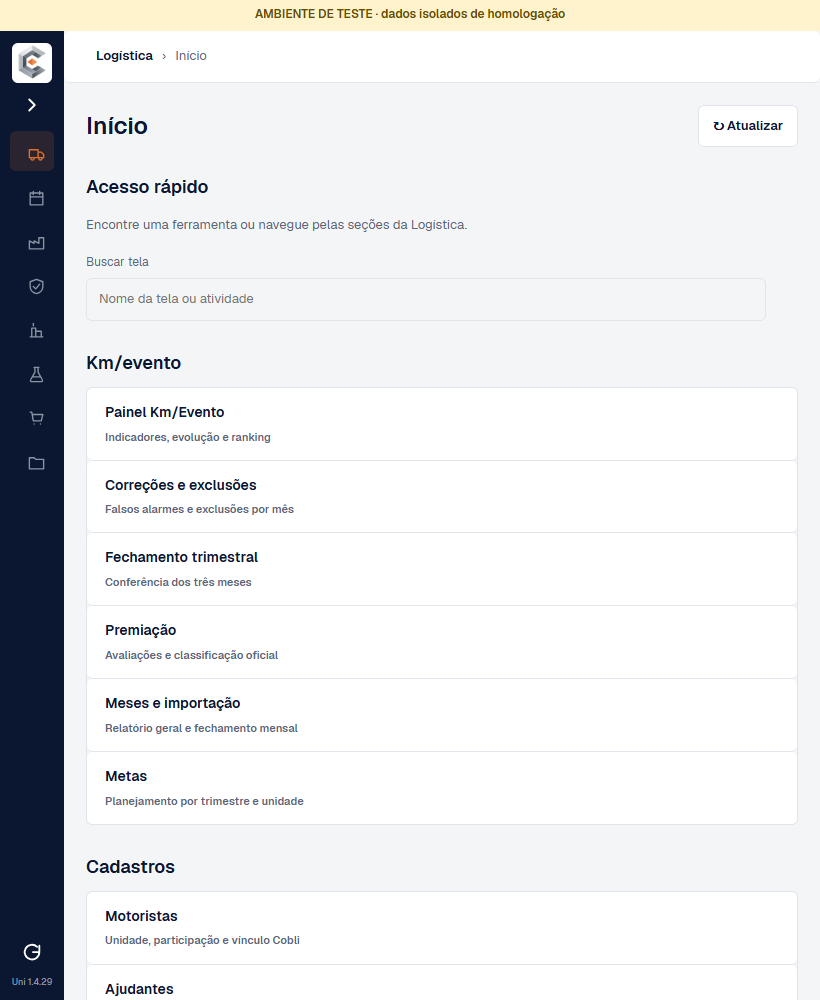 AMBIENTE DE TESTE · dados isolados de homologação
Logística › Início
Início
↻ Atualizar
Acesso rápido
Encontre uma ferramenta ou navegue pelas seções da Logística.
Buscar tela
Nome da tela ou atividade
Km/evento
Painel Km/Evento
Indicadores, evolução e ranking
Correções e exclusões
Falsos alarmes e exclusões por mês
Fechamento trimestral
Conferência dos três meses
Premiação
Avaliações e classificação oficial
Meses e importação
Relatório geral e fechamento mensal
Metas
Planejamento por trimestre e unidade
Cadastros
Motoristas
Unidade, participação e vínculo Cobli
Ajudantes
Uni 1.4.29